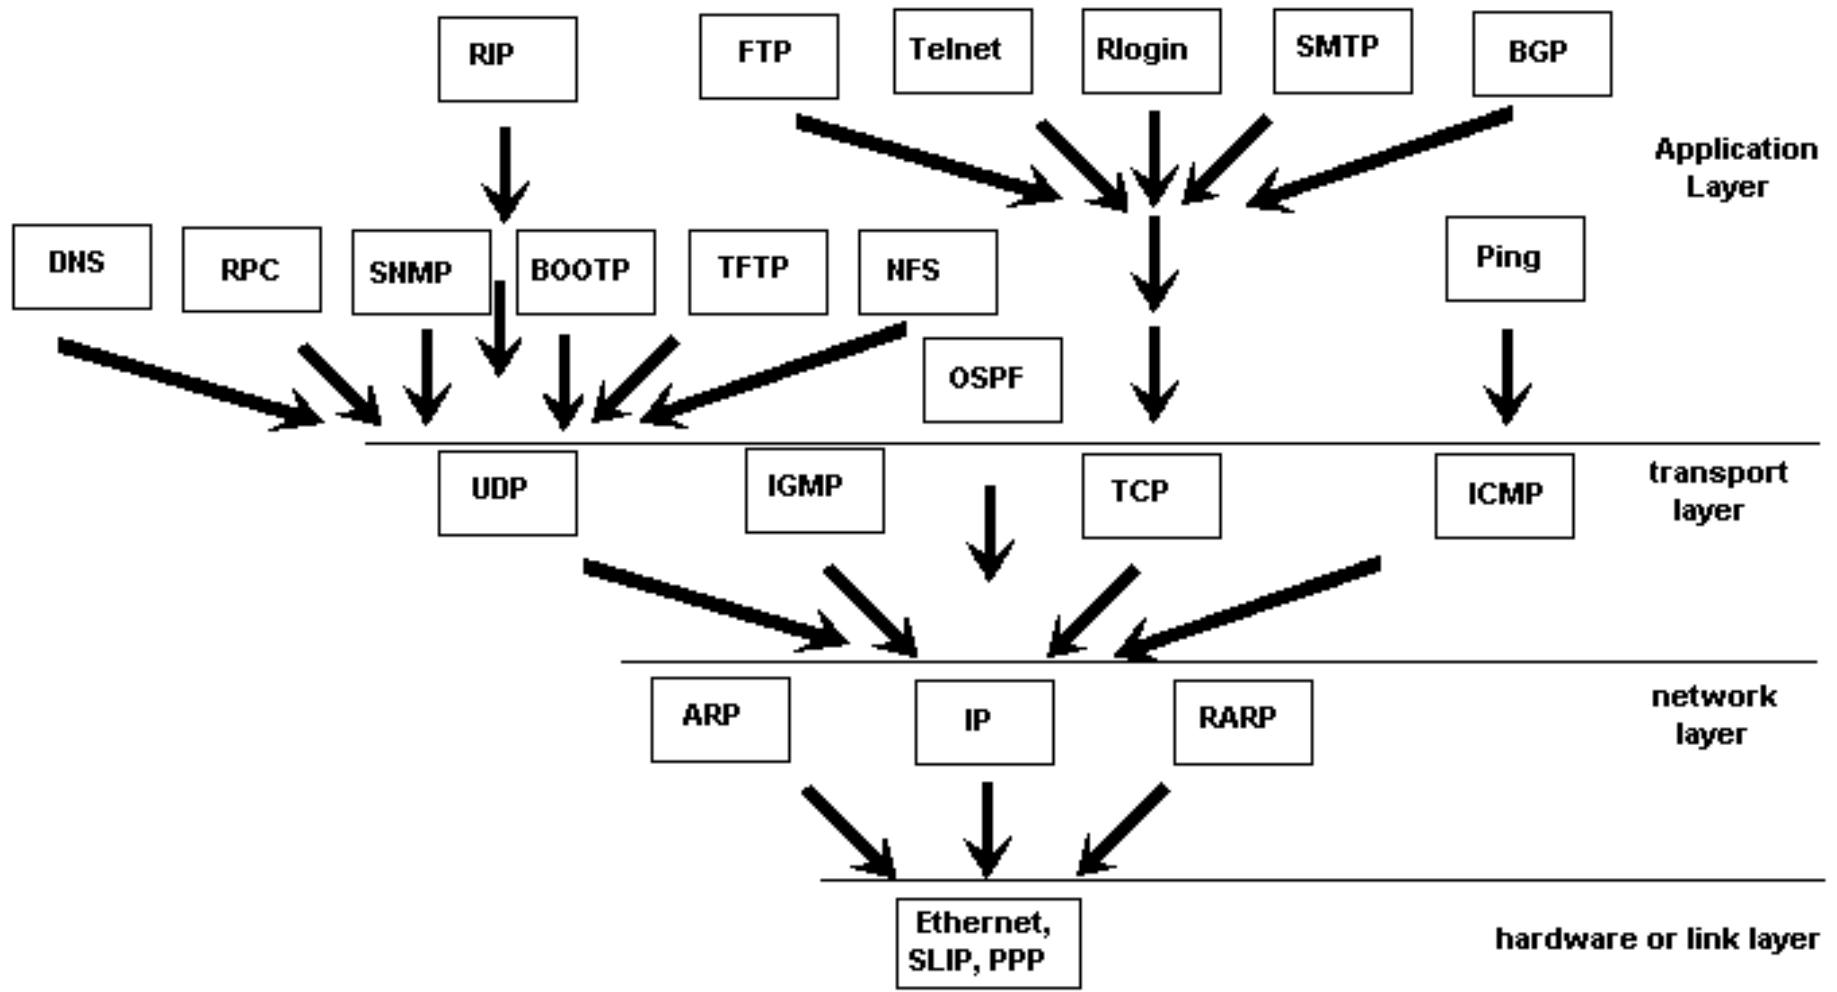 RIP
FTP
Telnet
Rlogin
SMTP
BGP
Application
Layer
DNS
RPC
SNMP
BOOTP
TFTP
NFS
Ping
OSPF
UDP
IGMP
TCP
ICMP
transport
layer
ARP
IP
RARP
network
layer
Ethernet,
SLIP, PPP
hardware or link layer